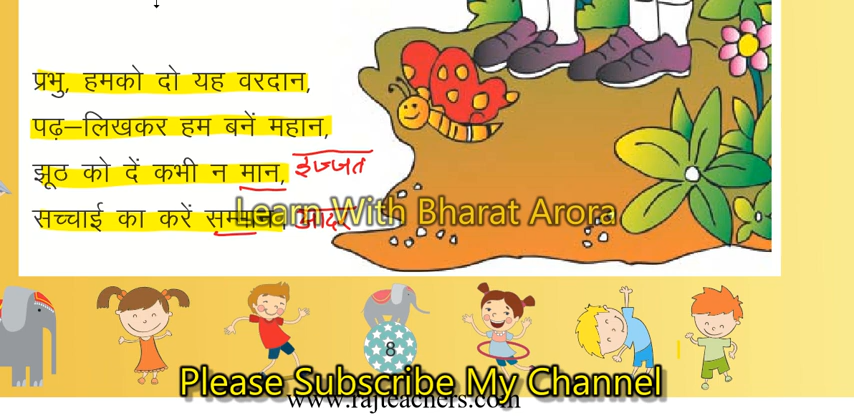 प्रभु, हमको दो यह वरदान,
पढ़–लिखकर हम बनें महान,
झूठ को दें कभी न मान, इज्जत
सच्चाई का करें सम्मान। आदर
Learn With Bharat Arora
8
Please Subscribe My Channel
www.rajteachers.com